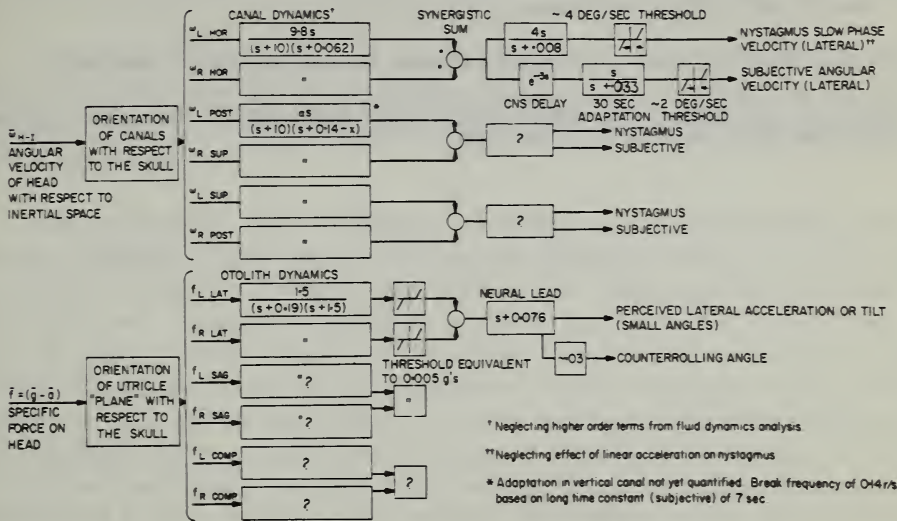 CANAL DYNAMICS†
SYNERGISTIC
SUM
~ 4 DEG/SEC THRESHOLD
ωL HOR
9·8s
(s+10)(s+0·062)
4s
s+·008
NYSTAGMUS SLOW PHASE
VELOCITY (LATERAL)††
ωR HOR
"
e-3s
CNS DELAY
s
s+·033
30 SEC
ADAPTATION
~2 DEG/SEC
THRESHOLD
SUBJECTIVE ANGULAR
VELOCITY (LATERAL)
ω̄H-I
ANGULAR
VELOCITY
OF HEAD
WITH RESPECT TO
INERTIAL SPACE
ORIENTATION
OF CANALS
WITH RESPECT
TO THE SKULL
ωL POST
αs
(s+10)(s+0·14-x)
*
ωR SUP
"
?
NYSTAGMUS
SUBJECTIVE
ωL SUP
"
ωR POST
"
?
NYSTAGMUS
SUBJECTIVE
OTOLITH DYNAMICS
fL LAT
1·5
(s+0·19)(s+1·5)
fR LAT
"
NEURAL LEAD
s+0·076
PERCEIVED LATERAL ACCELERATION OR TILT
(SMALL ANGLES)
·03
COUNTERROLLING ANGLE
THRESHOLD EQUIVALENT
TO 0·005 g's
f̄=(ḡ-ā)
SPECIFIC
FORCE ON
HEAD
ORIENTATION
OF UTRICLE
"PLANE" WITH
RESPECT TO
THE SKULL
fL SAG
" ?
fR SAG
" ?
"
fL COMP
?
fR COMP
?
?
† Neglecting higher order terms from fluid dynamics analysis
†† Neglecting effect of linear acceleration on nystagmus
* Adaptation in vertical canal not yet quantified. Break frequency of 0·14 r/s
based on long time constant (subjective) of 7 sec